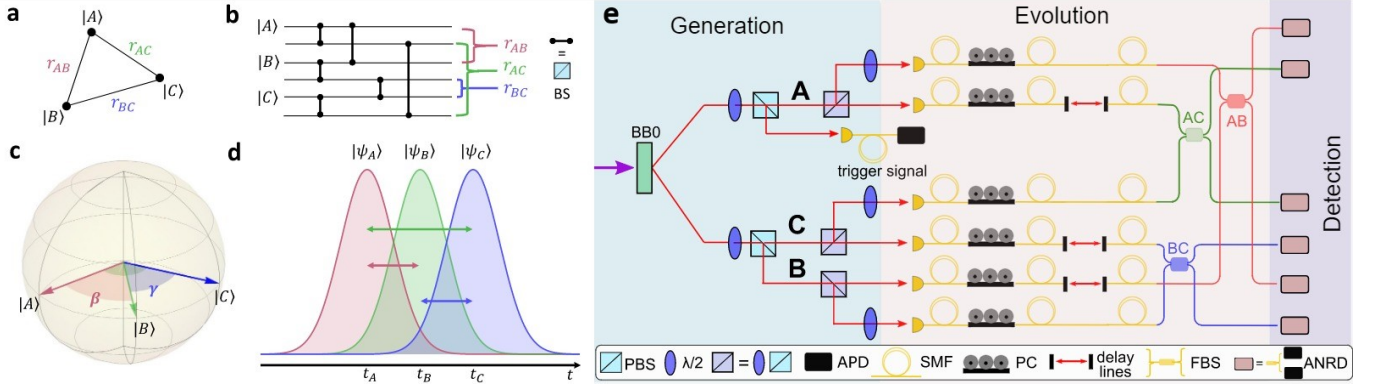 a
|A⟩
r_AB
r_AC
|B⟩
r_BC
|C⟩
b
|A⟩
|B⟩
|C⟩
r_AB
r_AC
r_BC
=
BS
c
|A⟩
β
|B⟩
γ
|C⟩
d
|ψ_A⟩ |ψ_B⟩ |ψ_C⟩
t_A t_B t_C t
e
Generation
Evolution
Detection
BB0
A
trigger signal
C
B
AC
AB
BC
PBS λ/2 = APD SMF PC delay lines FBS = ANRD